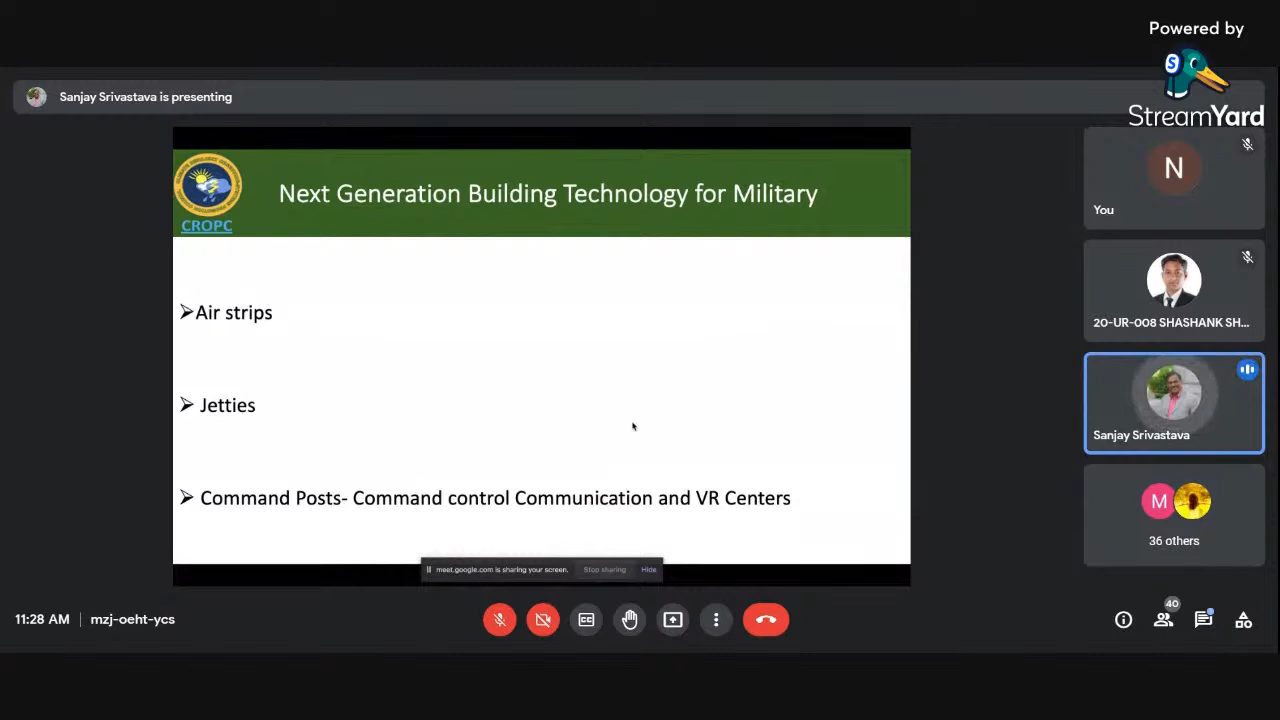 Powered by
S
StreamYard
Sanjay Srivastava is presenting
CROPC
Next Generation Building Technology for Military
N
You
➢Air strips
20-UR-008 SHASHANK SH...
➢ Jetties
Sanjay Srivastava
➢ Command Posts- Command control Communication and VR Centers
M
36 others
meet.google.com is sharing your screen. Stop sharing Hide
11:28 AM | mzj-oeht-ycs
40